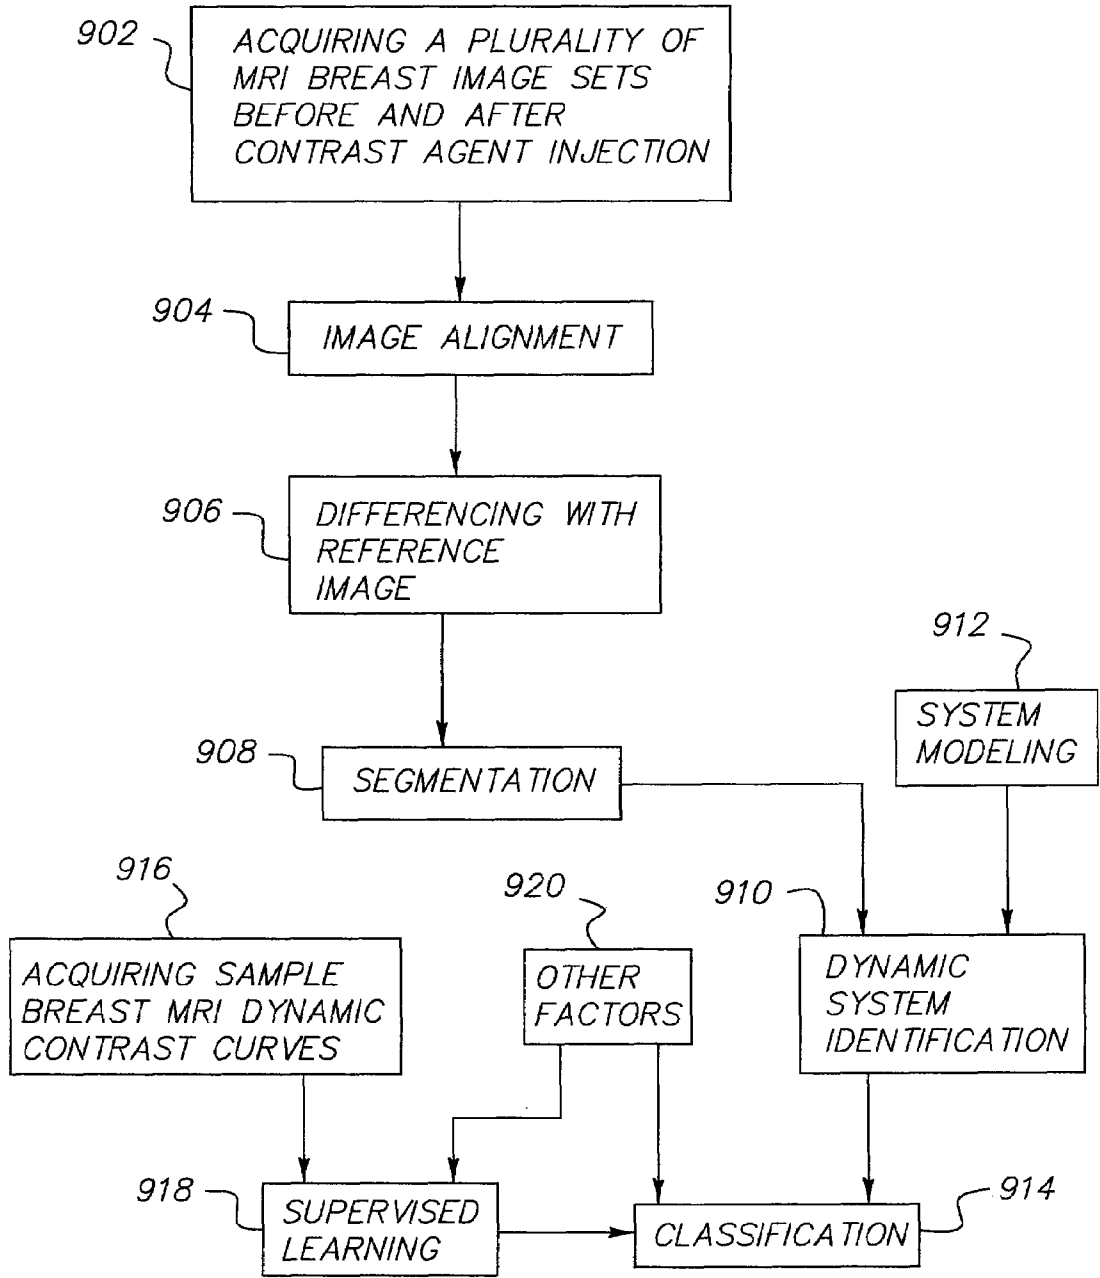 902
ACQUIRING A PLURALITY OF
MRI BREAST IMAGE SETS
BEFORE AND AFTER
CONTRAST AGENT INJECTION
904
IMAGE ALIGNMENT
906
DIFFERENCING WITH
REFERENCE
IMAGE
912
SYSTEM
MODELING
908
SEGMENTATION
916
ACQUIRING SAMPLE
BREAST MRI DYNAMIC
CONTRAST CURVES
920
OTHER
FACTORS
910
DYNAMIC
SYSTEM
IDENTIFICATION
918
SUPERVISED
LEARNING
CLASSIFICATION
914